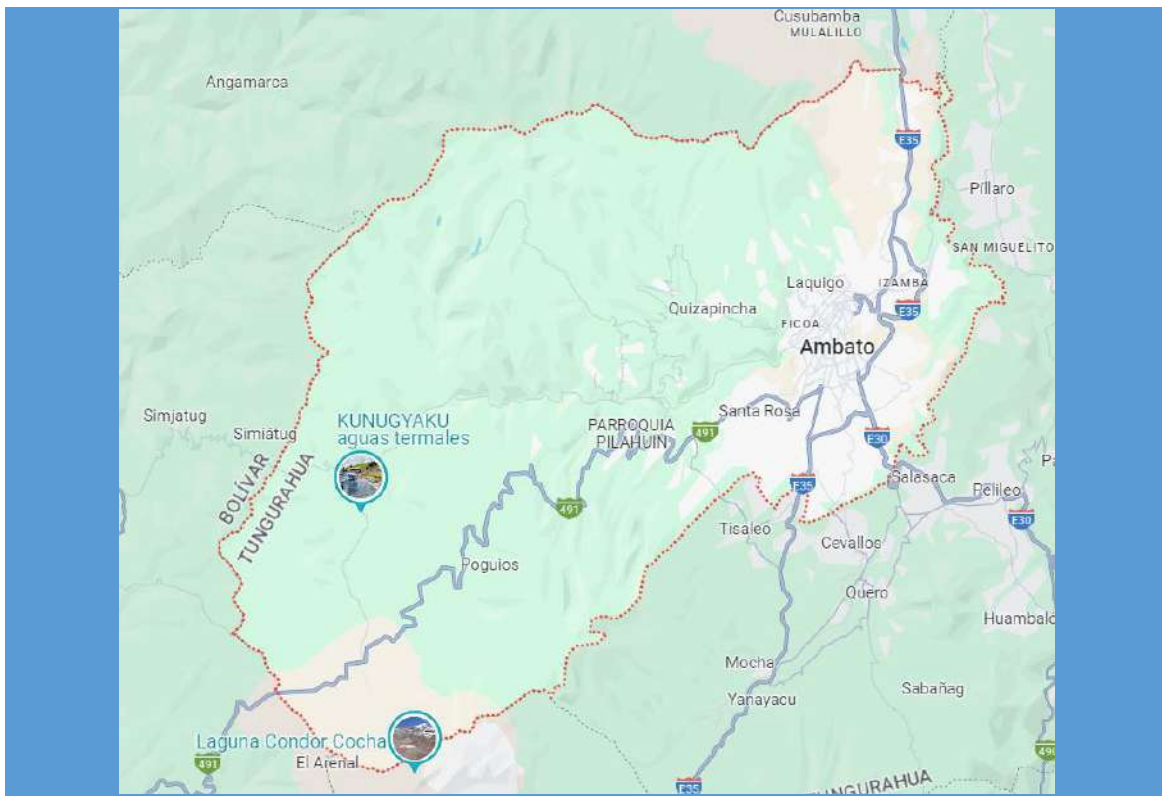 Cusubamba
MULALILLO
Angamarca
E35
Píllaro
SAN MIGUELITO
Laquigo
IZAMBA
Quizapincha
E35
FICOA
Ambato
Simjatug
Simiátug
KUNUGYAKU
aguas termales
Santa Rosa
PARROQUIA
PILAHUIN
491
E30
BOLÍVAR
TUNGURAHUA
E35
Salasaca
Pelileo
491
E30
Tisaleo
Cevallos
Poguios
Quero
Huambaló
Mocha
Yanayacu
Sabañag
Laguna Condor Cocha
El Arenal
491
E35